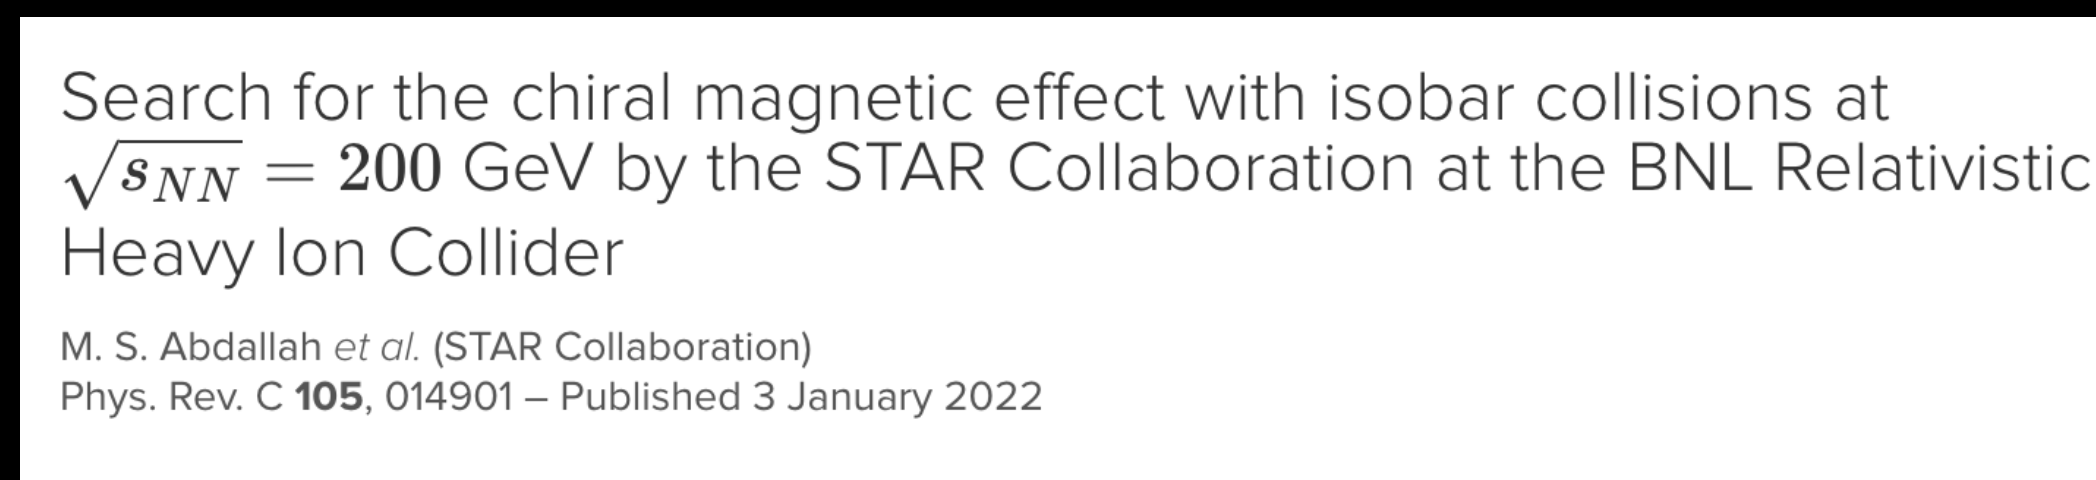 Search for the chiral magnetic effect with isobar collisions at
√s_NN = 200 GeV by the STAR Collaboration at the BNL Relativistic
Heavy Ion Collider
M. S. Abdallah et al. (STAR Collaboration)
Phys. Rev. C 105, 014901 – Published 3 January 2022